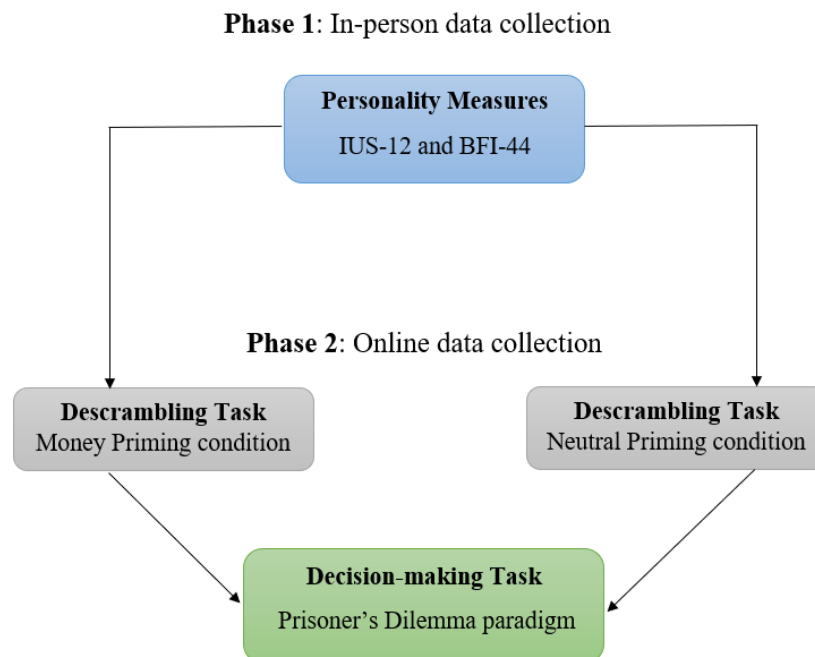 Phase 1: In-person data collection
Personality Measures
IUS-12 and BFI-44
Phase 2: Online data collection
Descrambling Task
Money Priming condition
Descrambling Task
Neutral Priming condition
Decision-making Task
Prisoner's Dilemma paradigm